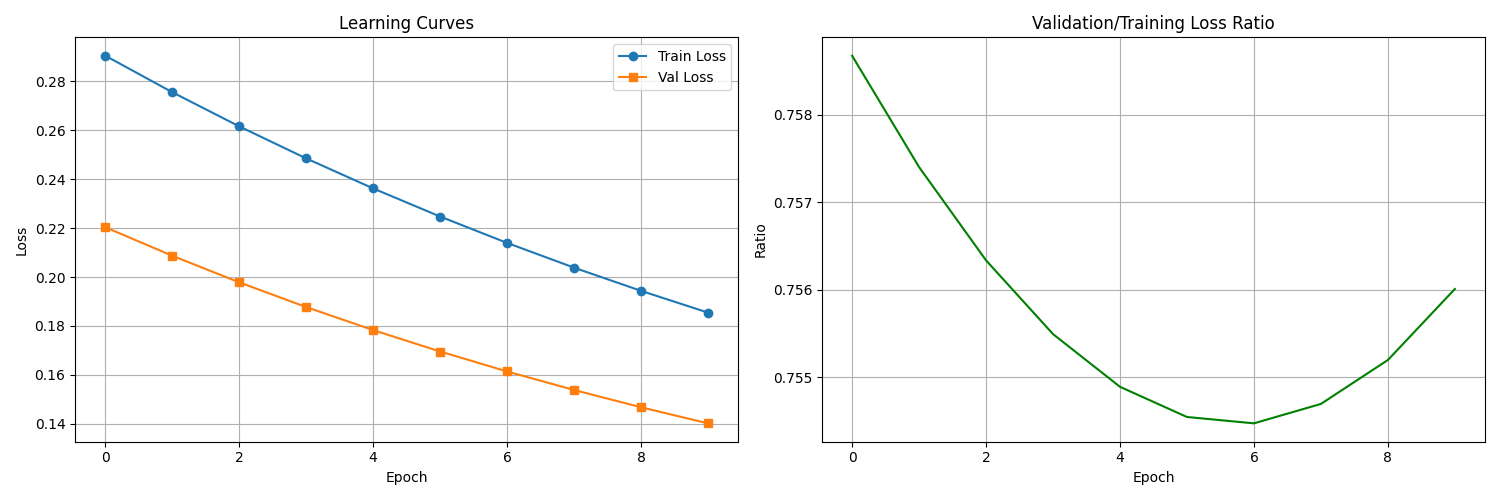 Learning Curves
Train Loss
Val Loss
0.28
0.26
0.24
0.22
0.20
0.18
0.16
0.14
Loss
0 2 4 6 8
Epoch
Validation/Training Loss Ratio
0.758
0.757
0.756
0.755
Ratio
0 2 4 6 8
Epoch